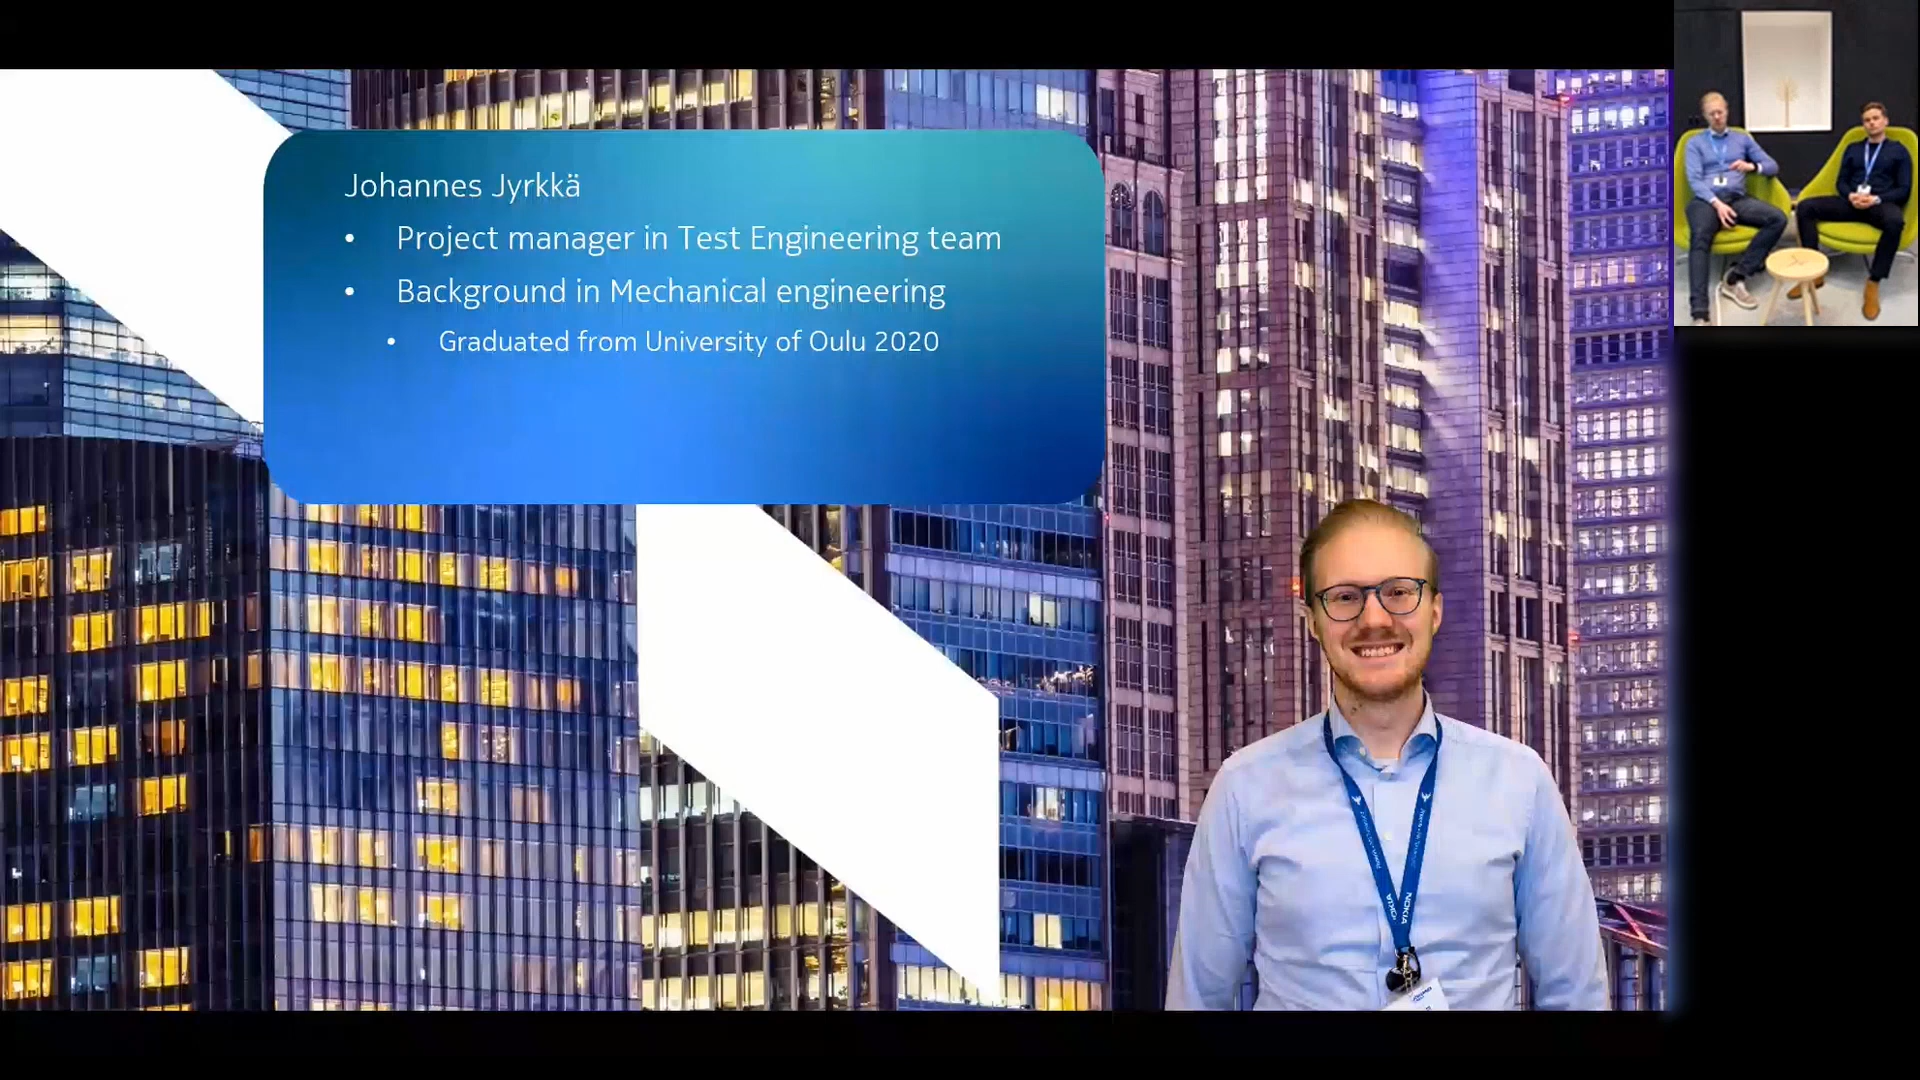 Johannes Jyrkkä
• Project manager in Test Engineering team
• Background in Mechanical engineering
• Graduated from University of Oulu 2020
NOKIA
NOKIA